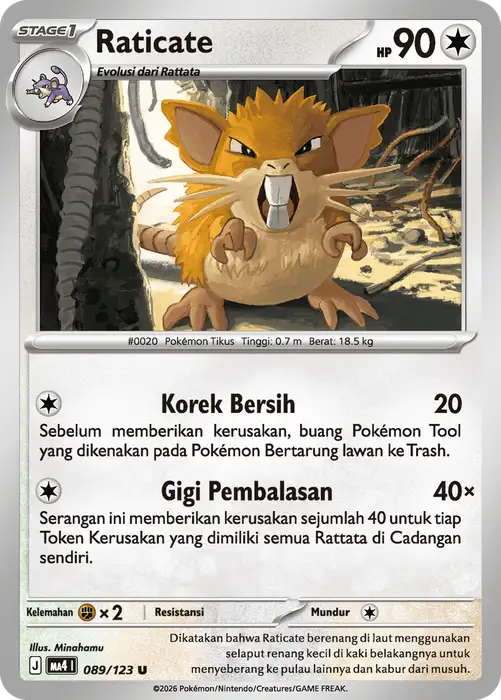 STAGE1
Raticate
HP 90
Evolusi dari Rattata
#0020 Pokémon Tikus Tinggi: 0.7 m Berat: 18.5 kg
Korek Bersih 20
Sebelum memberikan kerusakan, buang Pokémon Tool
yang dikenakan pada Pokémon Bertarung lawan ke Trash.
Gigi Pembalasan 40×
Serangan ini memberikan kerusakan sejumlah 40 untuk tiap
Token Kerusakan yang dimiliki semua Rattata di Cadangan
sendiri.
Kelemahan ×2 Resistansi Mundur
Illus. Minahamu
Dikatakan bahwa Raticate berenang di laut menggunakan
selaput renang kecil di kaki belakangnya untuk
menyeberang ke pulau lainnya dan kabur dari musuh.
J MA4 I 089/123 U
©2026 Pokémon/Nintendo/Creatures/GAME FREAK.